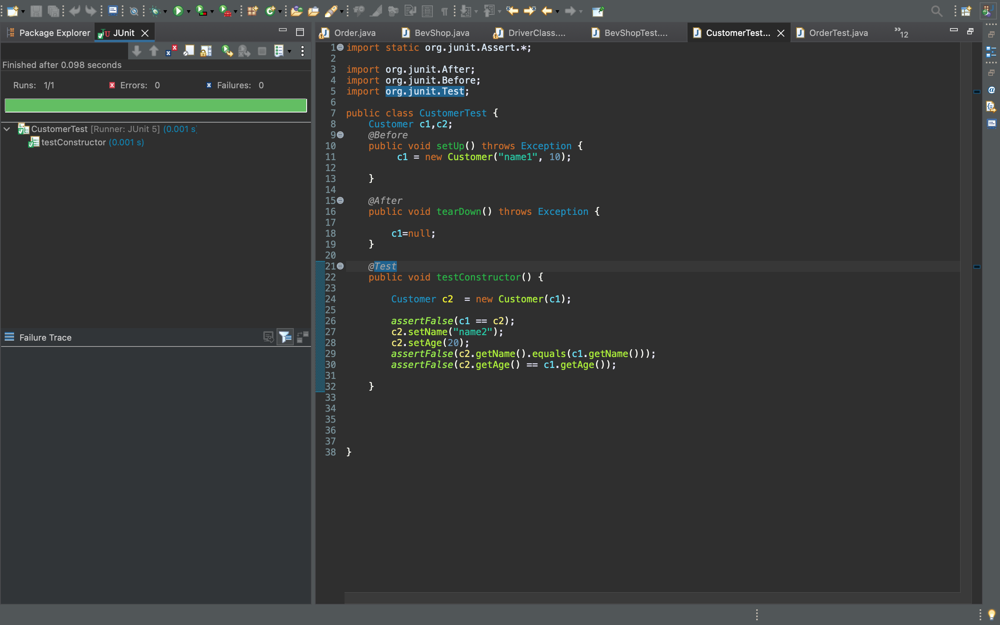 Package Explorer
JUnit
Finished after 0.098 seconds
Runs: 1/1
Errors: 0
Failures: 0
CustomerTest [Runner: JUnit 5] (0.001 s)
testConstructor (0.001 s)
Failure Trace
Order.java
BevShop.java
DriverClass....
BevShopTest....
CustomerTest...
OrderTest.java
»12
1 import static org.junit.Assert.*;
2
3 import org.junit.After;
4 import org.junit.Before;
5 import org.junit.Test;
6
7 public class CustomerTest {
8 Customer c1,c2;
9 @Before
10 public void setUp() throws Exception {
11 c1 = new Customer("name1", 10);
12
13 }
14
15 @After
16 public void tearDown() throws Exception {
17
18 c1=null;
19 }
20
21 @Test
22 public void testConstructor() {
23
24 Customer c2  = new Customer(c1);
25
26 assertFalse(c1 == c2);
27 c2.setName("name2");
28 c2.setAge(20);
29 assertFalse(c2.getName().equals(c1.getName()));
30 assertFalse(c2.getAge() == c1.getAge());
31
32 }
33
34
35
36
37
38 }